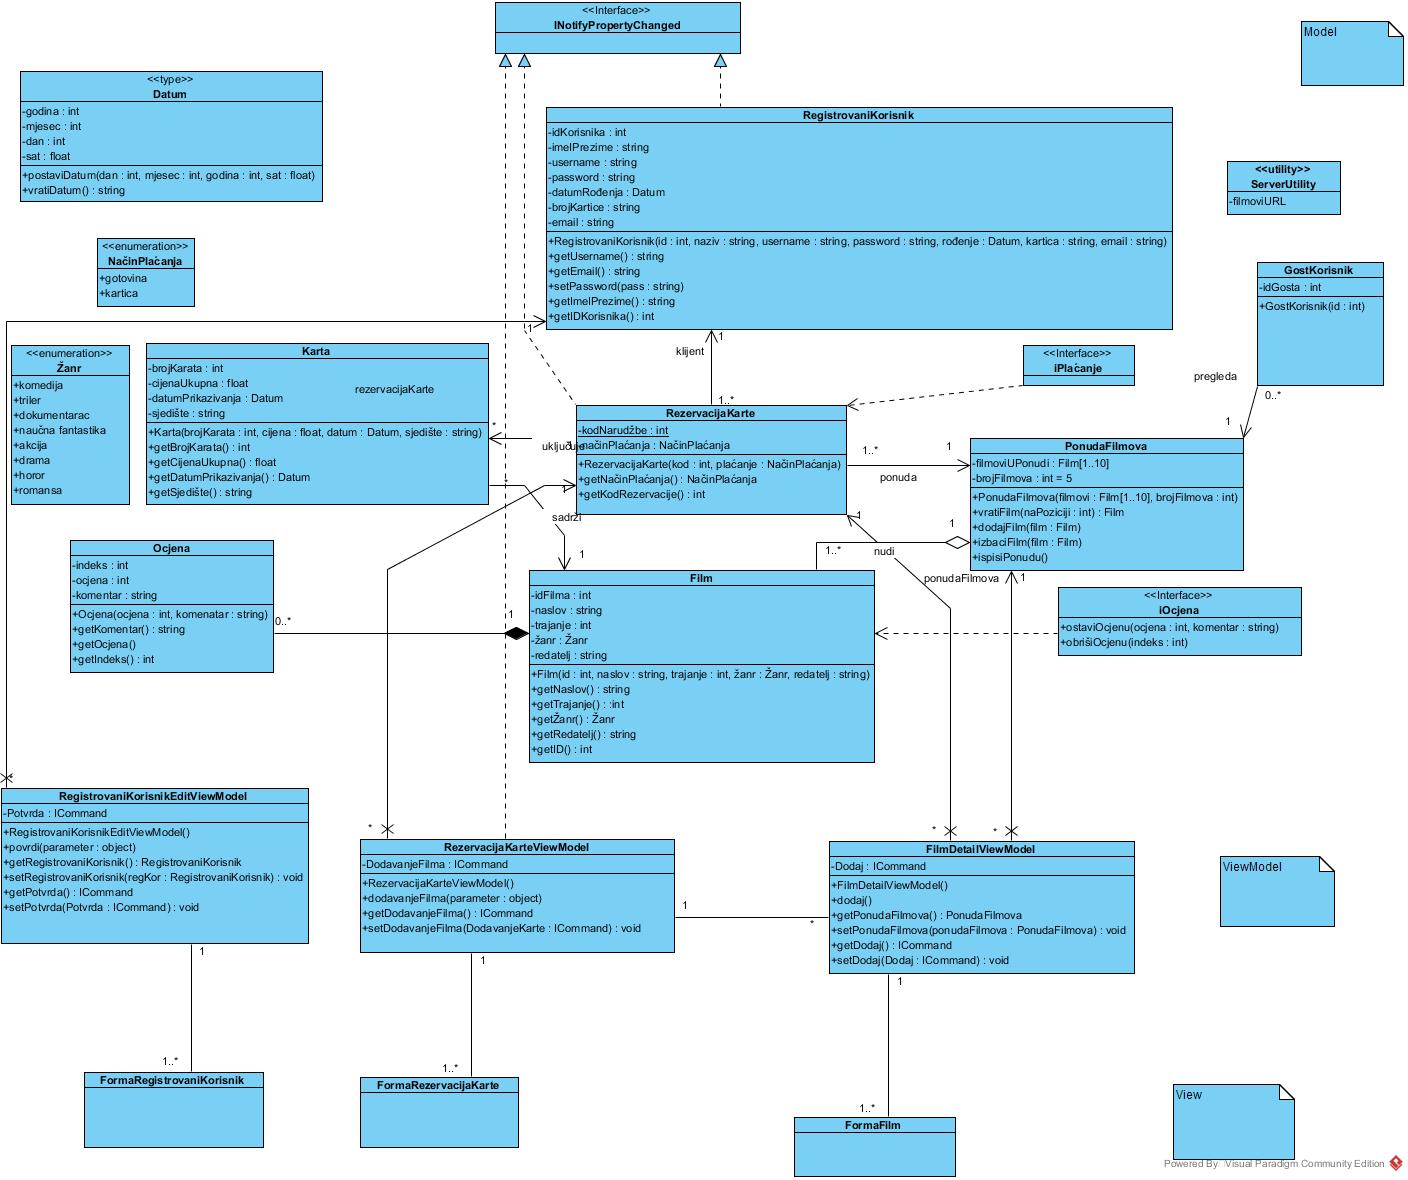 <<Interface>>
INotifyPropertyChanged
Model
<<type>>
Datum
-godina : int
-mjesec : int
-dan : int
-sat : float
+postaviDatum(dan : int, mjesec : int, godina : int, sat : float)
+vratiDatum() : string
RegistrovaniKorisnik
-idKorisnika : int
-imeIPrezime : string
-username : string
-password : string
-datumRođenja : Datum
-brojKartice : string
-email : string
+RegistrovaniKorisnik(id : int, naziv : string, username : string, password : string, rođenje : Datum, kartica : string, email : string)
+getUsername() : string
+getEmail() : string
+setPassword(pass : string)
+getImeIPrezime() : string
+getIDKorisnika() : int
<<utility>>
ServerUtility
-filmoviURL
<<enumeration>>
NačinPlaćanja
+gotovina
+kartica
GostKorisnik
-idGosta : int
+GostKorisnik(id : int)
1
klijent
1
1..*
pregleda
0..*
1
<<enumeration>>
Žanr
+komedija
+triler
+dokumentarac
+naučna fantastika
+akcija
+drama
+horor
+romansa
Karta
-brojKarata : int
-cijenaUkupna : float
-datumPrikazivanja : Datum
-sjedište : string
+Karta(brojKarata : int, cijena : float, datum : Datum, sjedište : string)
+getBrojKarata() : int
+getCijenaUkupna() : float
+getDatumPrikazivanja() : Datum
+getSjedište() : string
rezervacijaKarte
<<Interface>>
iPlaćanje
RezervacijaKarte
-kodNarudžbe : int
-načinPlaćanja : NačinPlaćanja
+RezervacijaKarte(kod : int, plaćanje : NačinPlaćanja)
+getNačinPlaćanja() : NačinPlaćanja
+getKodRezervacije() : int
*
uključuje
1
1..*
1
ponuda
PonudaFilmova
-filmoviUPonudi : Film[1..10]
-brojFilmova : int = 5
+PonudaFilmova(filmovi : Film[1..10], brojFilmova : int)
+vratiFilm(naPoziciji : int) : Film
+dodajFilm(film : Film)
+izbaciFilm(film : Film)
+ispisiPonudu()
*
1
sadrži
1
1
nudi
1..*
1
ponudaFilmova
1
Ocjena
-indeks : int
-ocjena : int
-komentar : string
+Ocjena(ocjena : int, komenatar : string)
+getKomentar() : string
+getOcjena()
+getIndeks() : int
0..*
1
Film
-idFilma : int
-naslov : string
-trajanje : int
-žanr : Žanr
-redatelj : string
+Film(id : int, naslov : string, trajanje : int, žanr : Žanr, redatelj : string)
+getNaslov() : string
+getTrajanje() : :int
+getŽanr() : Žanr
+getRedatelj() : string
+getID() : int
<<Interface>>
iOcjena
+ostaviOcjenu(ocjena : int, komentar : string)
+obrišiOcjenu(indeks : int)
*
RegistrovaniKorisnikEditViewModel
-Potvrda : ICommand
+RegistrovaniKorisnikEditViewModel()
+povrdi(parameter : object)
+getRegistrovaniKorisnik() : RegistrovaniKorisnik
+setRegistrovaniKorisnik(regKor : RegistrovaniKorisnik) : void
+getPotvrda() : ICommand
+setPotvrda(Potvrda : ICommand) : void
*
RezervacijaKarteViewModel
-DodavanjeFilma : ICommand
+RezervacijaKarteViewModel()
+dodavanjeFilma(parameter : object)
+getDodavanjeFilma() : ICommand
+setDodavanjeFilma(DodavanjeKarte : ICommand) : void
1
*
*
*
FilmDetailViewModel
-Dodaj : ICommand
+FilmDetailViewModel()
+dodaj()
+getPonudaFilmova() : PonudaFilmova
+setPonudaFilmova(ponudaFilmova : PonudaFilmova) : void
+getDodaj() : ICommand
+setDodaj(Dodaj : ICommand) : void
ViewModel
1
1..*
FormaRegistrovaniKorisnik
1
1..*
FormaRezervacijaKarte
1
1..*
FormaFilm
View
Powered By Visual Paradigm Community Edition